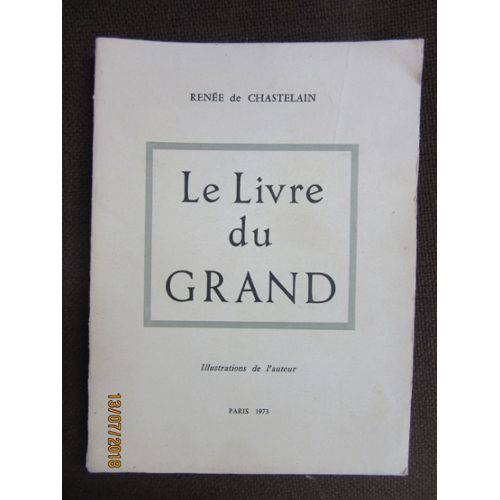 RENÉE de CHASTELAIN
Le Livre
du
GRAND
Illustrations de l'auteur
PARIS 1973
13/07/2018